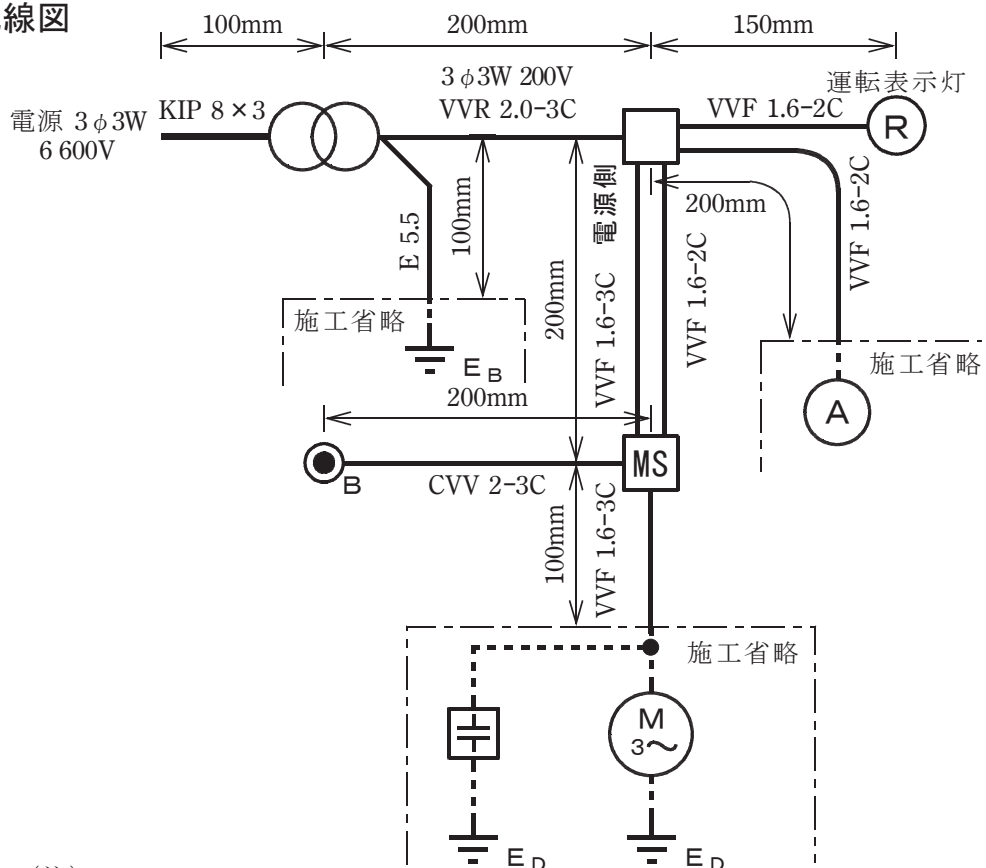 線図
100mm
200mm
150mm
3φ3W 200V
運転表示灯
電源 3φ3W
6 600V
KIP 8×3
VVR 2.0-3C
VVF 1.6-2C
R
E 5.5
100mm
200mm
電源側
VVF 1.6-3C
VVF 1.6-2C
200mm
VVF 1.6-2C
施工省略
EB
施工省略
A
200mm
B
CVV 2-3C
MS
100mm
VVF 1.6-3C
施工省略
M
3〜
ED
ED